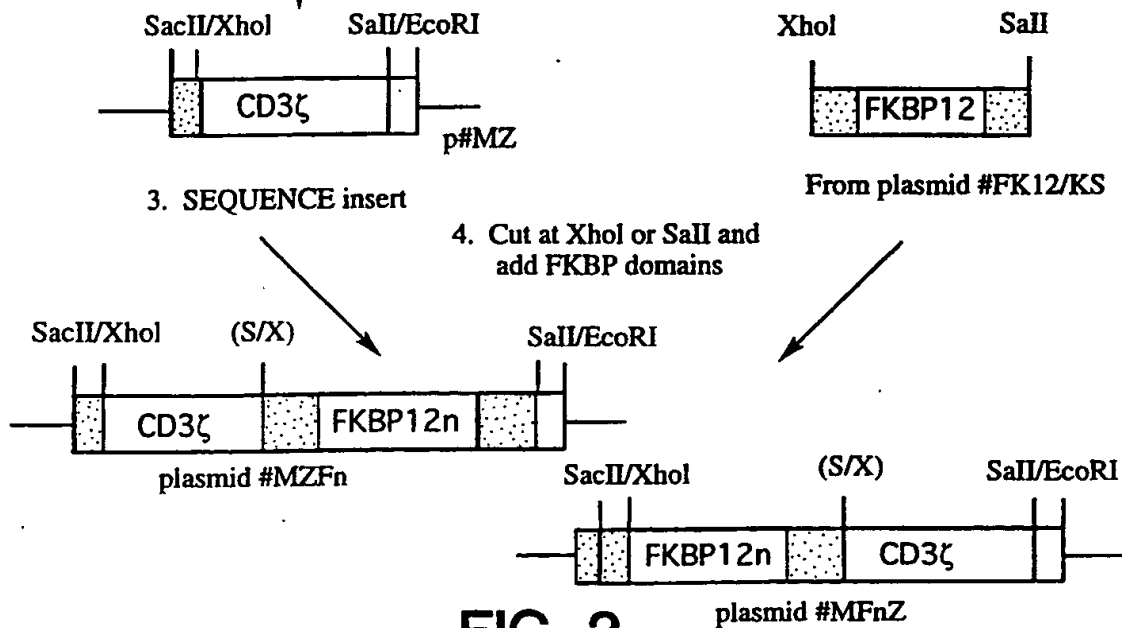 SacII/XhoI SalI/EcoRI
XhoI SalI
CD3ζ
FKBP12
p#MZ
From plasmid #FK12/KS
3. SEQUENCE insert
4. Cut at XhoI or SalI and
add FKBP domains
SacII/XhoI (S/X) SalI/EcoRI
CD3ζ FKBP12n
plasmid #MZFn
SacII/XhoI (S/X) SalI/EcoRI
FKBP12n CD3ζ
plasmid #MFnZ